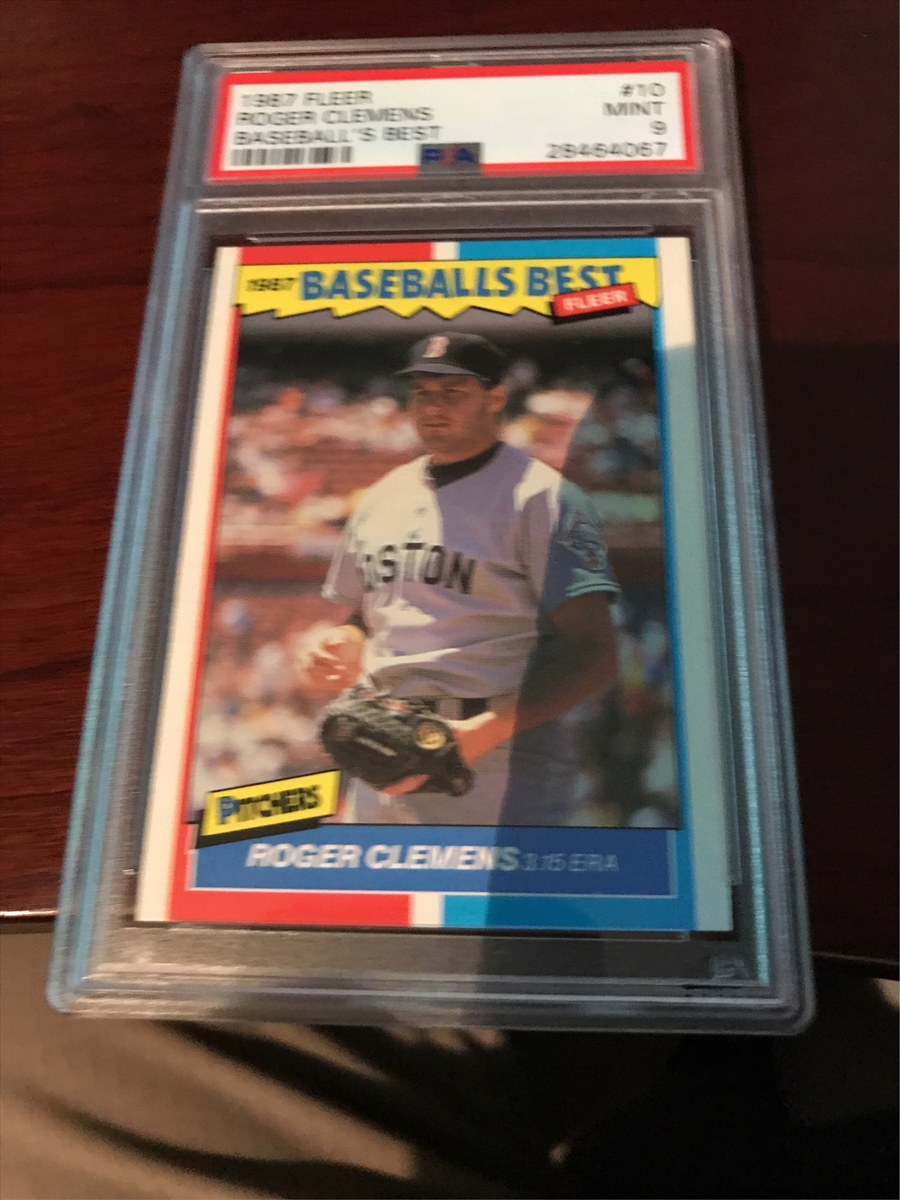 1987 FLEER #10
ROGER CLEMENS MINT
BASEBALL'S BEST 9
PSA 28464067
1987 BASEBALLS BEST
FLEER
B
BOSTON
PITCHERS
ROGER CLEMENS 3.15 ERA